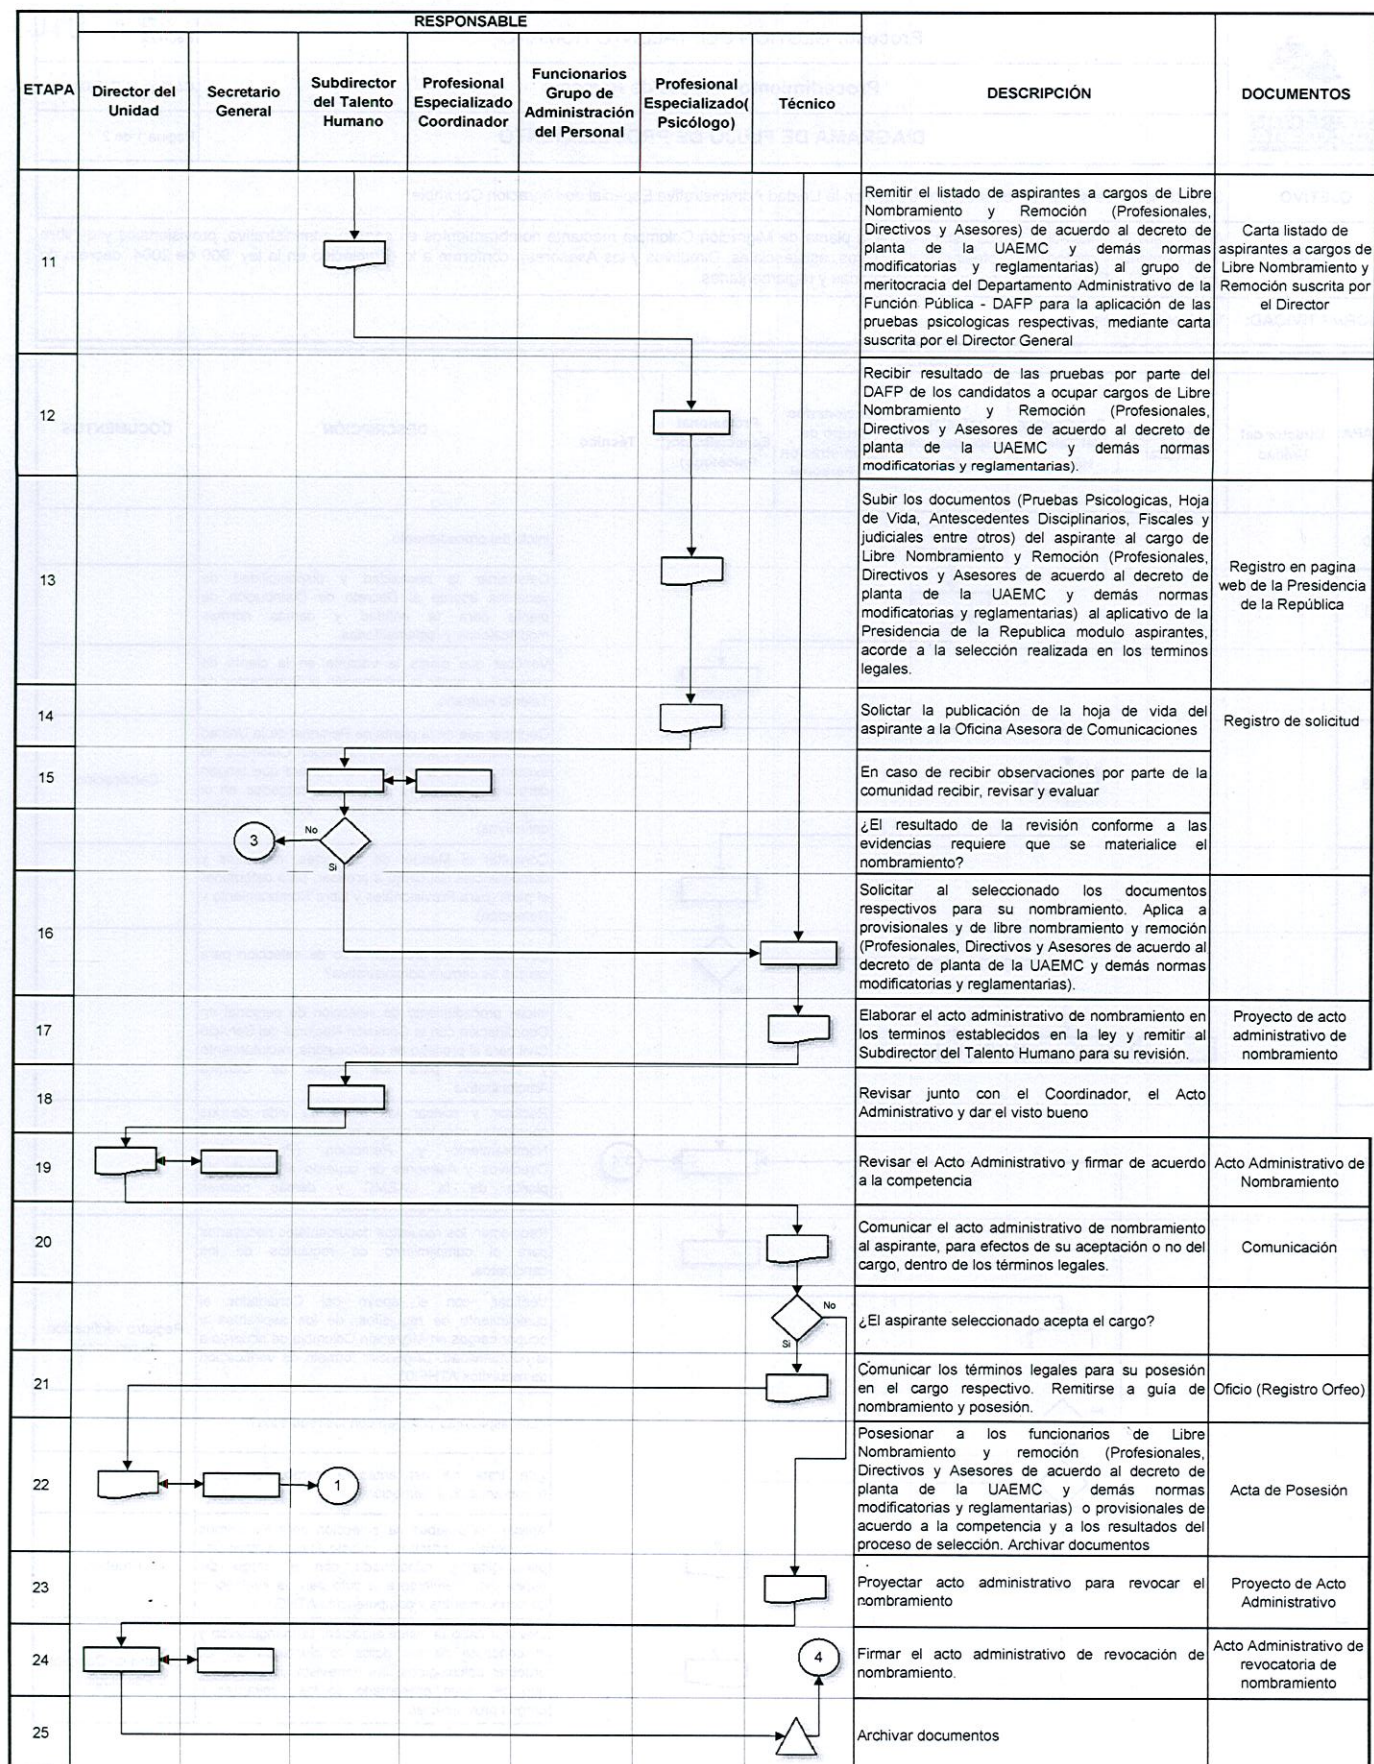 RESPONSABLE
ETAPA
Director del
Unidad
Secretario
General
Subdirector
del Talento
Humano
Profesional
Especializado
Coordinador
Funcionarios
Grupo de
Administración
del Personal
Profesional
Especializado(
Psicólogo)
Técnico
DESCRIPCIÓN
DOCUMENTOS
11
Remitir el listado de aspirantes a cargos de Libre
Nombramiento y Remoción (Profesionales,
Directivos y Asesores) de acuerdo al decreto de
planta de la UAEMC y demás normas
modificatorias y reglamentarias) al grupo de
meritocracia del Departamento Administrativo de la
Función Pública - DAFP para la aplicación de las
pruebas psicologicas respectivas, mediante carta
suscrita por el Director General
Carta listado de
aspirantes a cargos de
Libre Nombramiento y
Remoción suscrita por
el Director
12
Recibir resultado de las pruebas por parte del
DAFP de los candidatos a ocupar cargos de Libre
Nombramiento y Remoción (Profesionales,
Directivos y Asesores de acuerdo al decreto de
planta de la UAEMC y demás normas
modificatorias y reglamentarias).
13
Subir los documentos (Pruebas Psicologicas, Hoja
de Vida, Antescedentes Disciplinarios, Fiscales y
judiciales entre otros) del aspirante al cargo de
Libre Nombramiento y Remoción (Profesionales,
Directivos y Asesores de acuerdo al decreto de
planta de la UAEMC y demás normas
modificatorias y reglamentarias) al aplicativo de la
Presidencia de la Republica modulo aspirantes,
acorde a la selección realizada en los terminos
legales.
Registro en pagina
web de la Presidencia
de la República
14
Solictar la publicación de la hoja de vida del
aspirante a la Oficina Asesora de Comunicaciones
Registro de solicitud
15
En caso de recibir observaciones por parte de la
comunidad recibir, revisar y evaluar
3
No
Si
¿El resultado de la revisión conforme a las
evidencias requiere que se materialice el
nombramiento?
16
Solicitar al seleccionado los documentos
respectivos para su nombramiento. Aplica a
provisionales y de libre nombramiento y remoción
(Profesionales, Directivos y Asesores de acuerdo al
decreto de planta de la UAEMC y demás normas
modificatorias y reglamentarias).
17
Elaborar el acto administrativo de nombramiento en
los terminos establecidos en la ley y remitir al
Subdirector del Talento Humano para su revisión.
Proyecto de acto
administrativo de
nombramiento
18
Revisar junto con el Coordinador, el Acto
Administrativo y dar el visto bueno
19
Revisar el Acto Administrativo y firmar de acuerdo
a la competencia
Acto Administrativo de
Nombramiento
20
Comunicar el acto administrativo de nombramiento
al aspirante, para efectos de su aceptación o no del
cargo, dentro de los términos legales.
Comunicación
No
Si
¿El aspirante seleccionado acepta el cargo?
21
Comunicar los términos legales para su posesión
en el cargo respectivo. Remitirse a guía de
nombramiento y posesión.
Oficio (Registro Orfeo)
22
1
Posesionar a los funcionarios de Libre
Nombramiento y remoción (Profesionales,
Directivos y Asesores de acuerdo al decreto de
planta de la UAEMC y demás normas
modificatorias y reglamentarias) o provisionales de
acuerdo a la competencia y a los resultados del
proceso de selección. Archivar documentos
Acta de Posesión
23
Proyectar acto administrativo para revocar el
nombramiento
Proyecto de Acto
Administrativo
24
4
Firmar el acto administrativo de revocación de
nombramiento.
Acto Administrativo de
revocatoria de
nombramiento
25
Archivar documentos